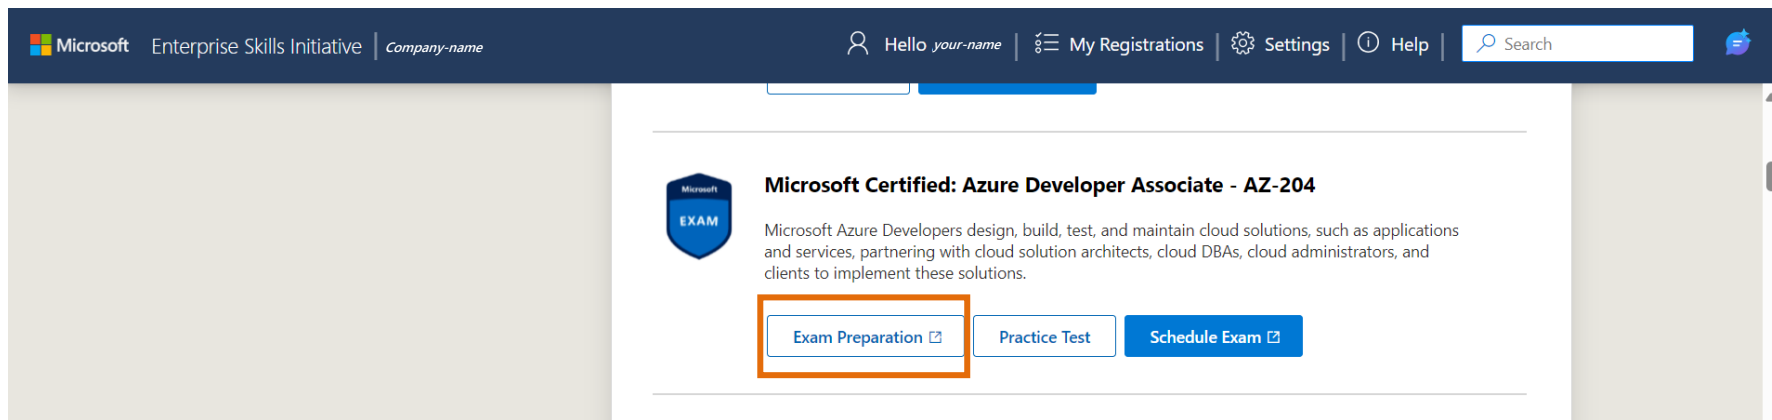 Microsoft Enterprise Skills Initiative Company-name Hello your-name My Registrations Settings Help Search
Microsoft
EXAM
Microsoft Certified: Azure Developer Associate - AZ-204
Microsoft Azure Developers design, build, test, and maintain cloud solutions, such as applications
and services, partnering with cloud solution architects, cloud DBAs, cloud administrators, and
clients to implement these solutions.
Exam Preparation Practice Test Schedule Exam